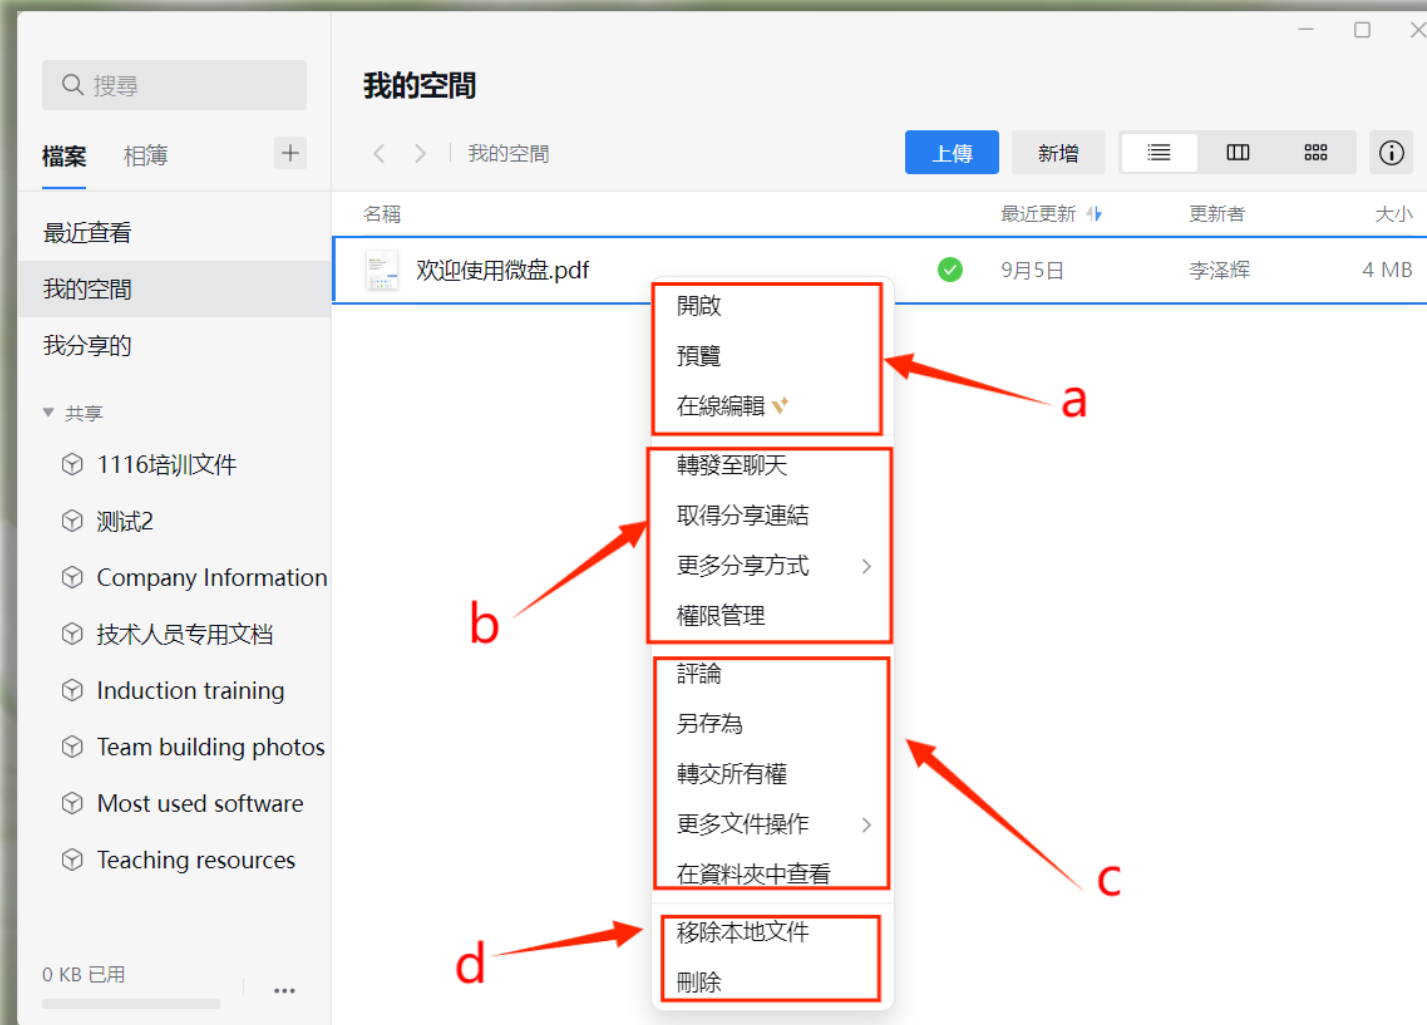 搜尋
檔案 相簿
最近查看
我的空間
我分享的
共享
1116培训文件
测试2
Company Information
技术人员专用文档
Induction training
Team building photos
Most used software
Teaching resources
0 KB 已用
我的空間
我的空間
上傳 新增
名稱 最近更新 更新者 大小
欢迎使用微盘.pdf 9月5日 李泽辉 4 MB
開啟
預覽
在線編輯
a
轉發至聊天
取得分享連結
更多分享方式
權限管理
b
評論
另存為
轉交所有權
更多文件操作
在資料夾中查看
c
移除本地文件
刪除
d